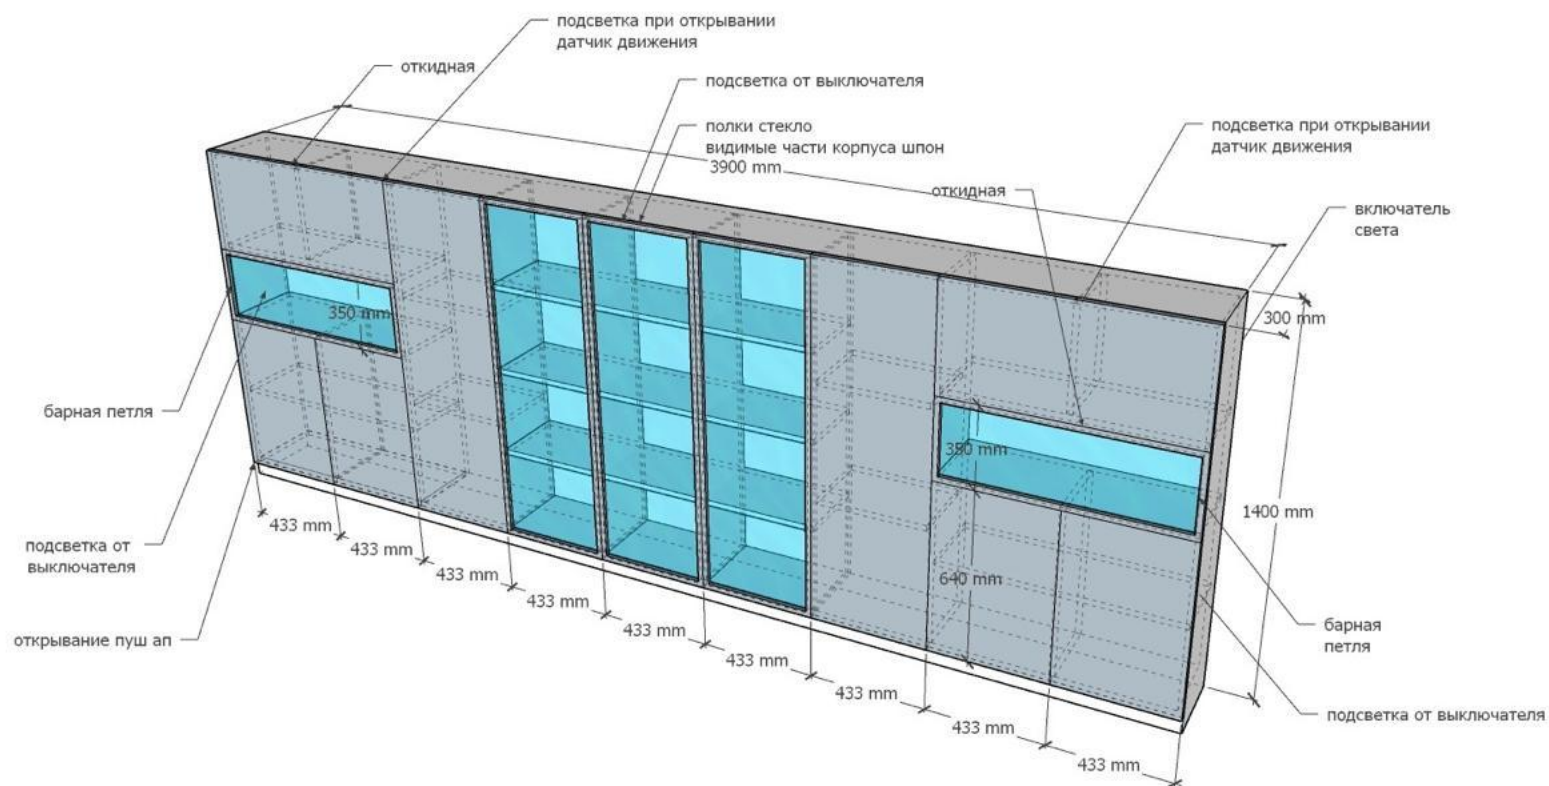 подсветка при открывании
датчик движения
откидная
подсветка от выключателя
полки стекло
видимые части корпуса шпон
3900 mm
подсветка при открывании
датчик движения
откидная
включатель
света
300 mm
350 mm
барная петля
350 mm
1400 mm
433 mm
433 mm
433 mm
433 mm
433 mm
433 mm
433 mm
433 mm
433 mm
640 mm
подсветка от
выключателя
открывание пуш ап
барная
петля
подсветка от выключателя